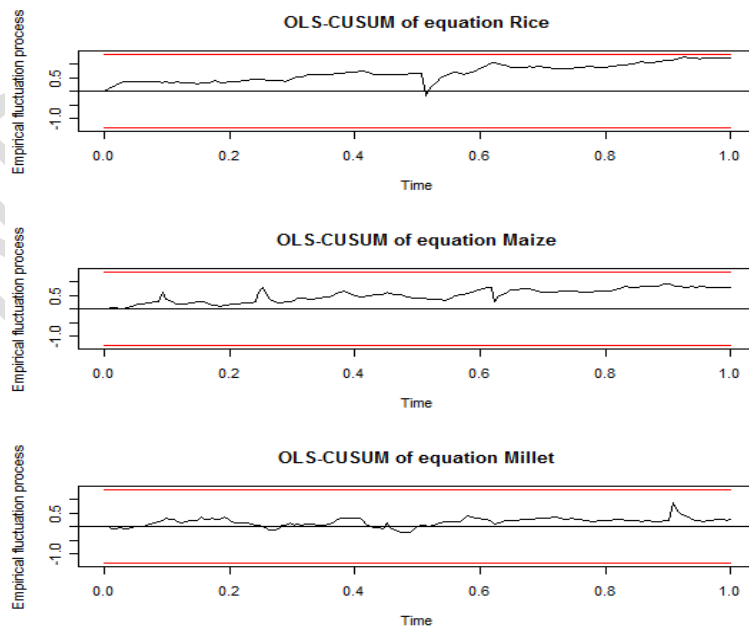 OLS-CUSUM of equation Rice
Empirical fluctuation process
0.5
-1.0
0.0 0.2 0.4 0.6 0.8 1.0
Time
OLS-CUSUM of equation Maize
Empirical fluctuation process
0.5
-1.0
0.0 0.2 0.4 0.6 0.8 1.0
Time
OLS-CUSUM of equation Millet
Empirical fluctuation process
0.5
-1.0
0.0 0.2 0.4 0.6 0.8 1.0
Time